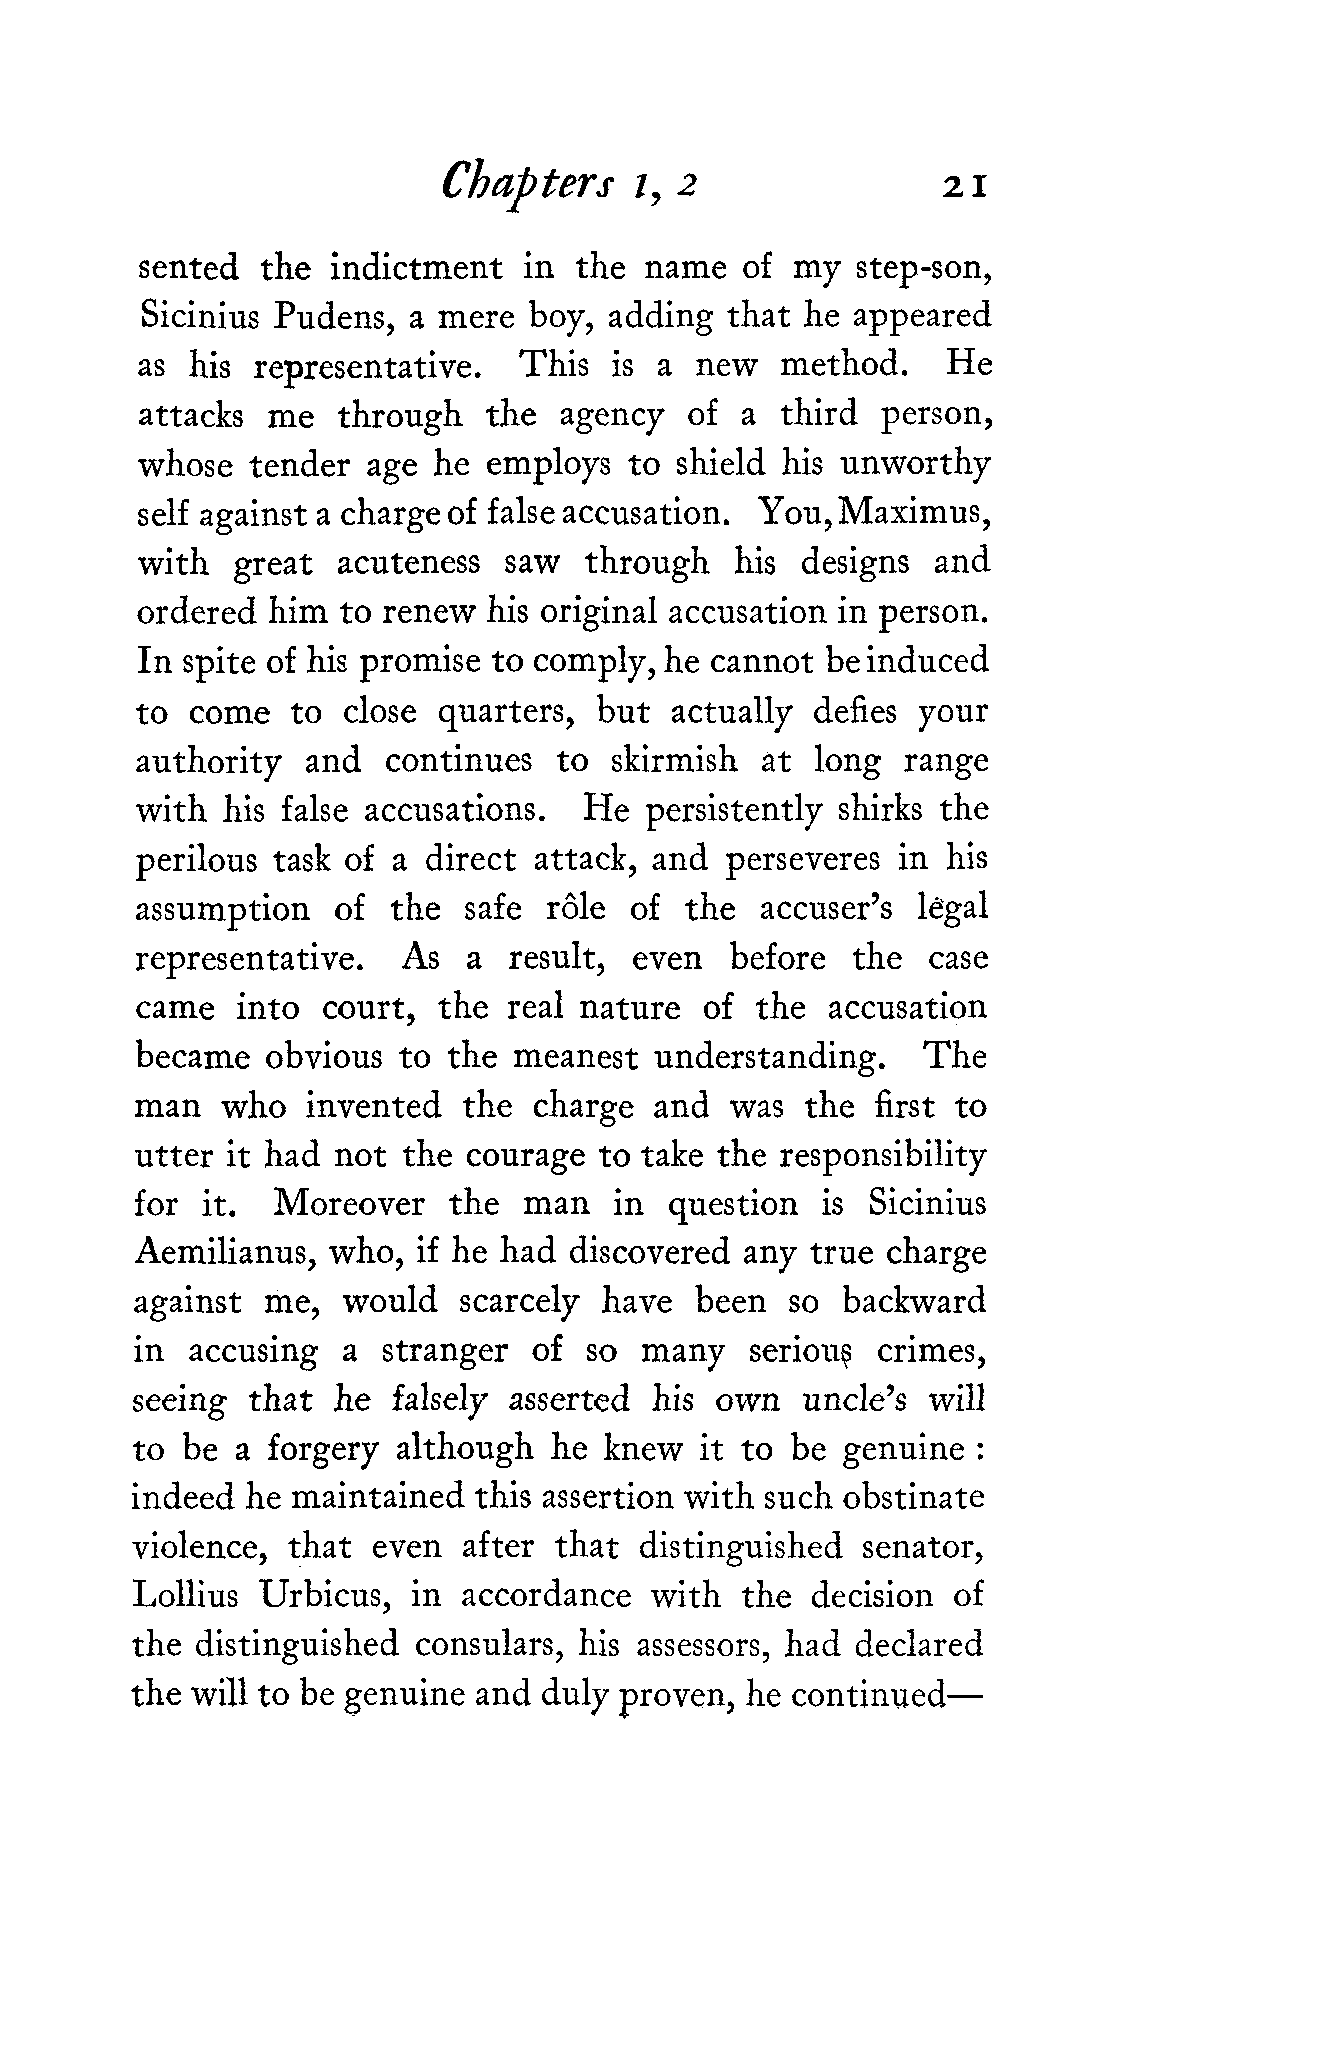 Chapters 1, 2 21
sented the indictment in the name of my step-son,
Sicinius Pudens, a mere boy, adding that he appeared
as his representative. This is a new method. He
attacks me through the agency of a third person,
whose tender age he employs to shield his unworthy
self against a charge of false accusation. You, Maximus,
with great acuteness saw through his designs and
ordered him to renew his original accusation in person.
In spite of his promise to comply, he cannot be induced
to come to close quarters, but actually defies your
authority and continues to skirmish at long range
with his false accusations. He persistently shirks the
perilous task of a direct attack, and perseveres in his
assumption of the safe rôle of the accuser's legal
representative. As a result, even before the case
came into court, the real nature of the accusation
became obvious to the meanest understanding. The
man who invented the charge and was the first to
utter it had not the courage to take the responsibility
for it. Moreover the man in question is Sicinius
Aemilianus, who, if he had discovered any true charge
against me, would scarcely have been so backward
in accusing a stranger of so many serious crimes,
seeing that he falsely asserted his own uncle's will
to be a forgery although he knew it to be genuine :
indeed he maintained this assertion with such obstinate
violence, that even after that distinguished senator,
Lollius Urbicus, in accordance with the decision of
the distinguished consulars, his assessors, had declared
the will to be genuine and duly proven, he continued—